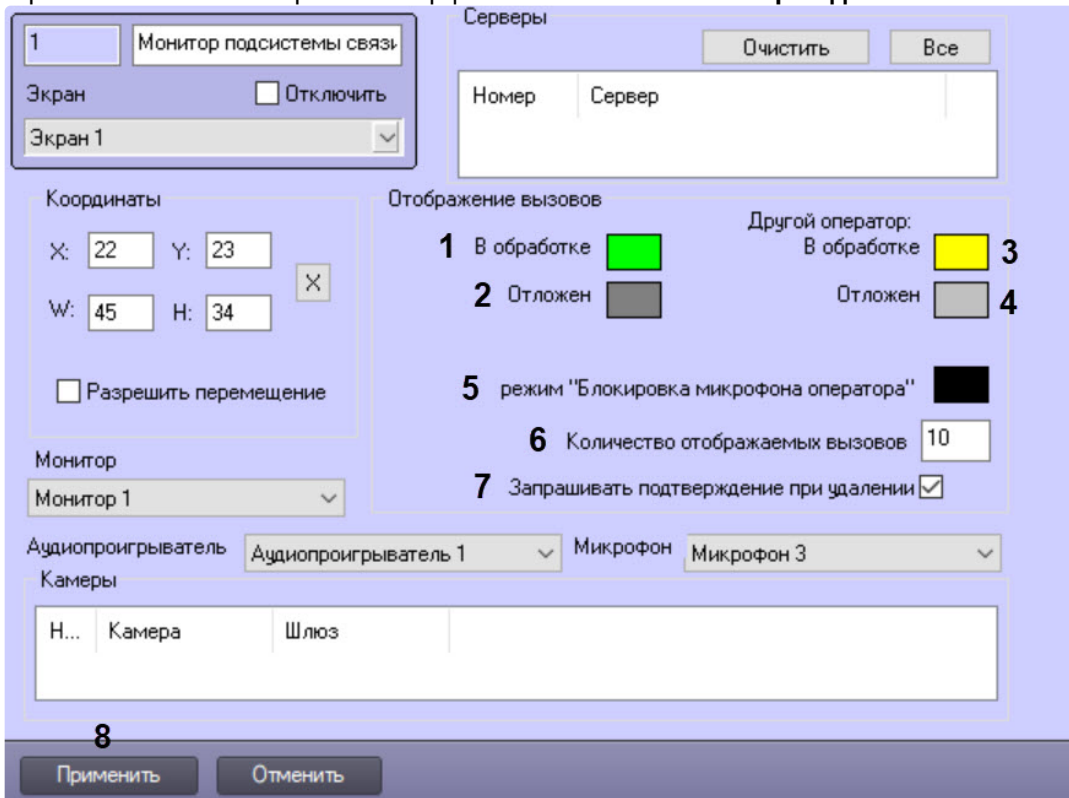 1 Монитор подсистемы связи
Экран Отключить
Экран 1
Серверы
Очистить Все
Номер Сервер
Координаты
X: 22 Y: 23
X
W: 45 H: 34
Разрешить перемещение
Отображение вызовов
Другой оператор:
1 В обработке В обработке 3
2 Отложен Отложен 4
5 режим "Блокировка микрофона оператора"
6 Количество отображаемых вызовов 10
7 Запрашивать подтверждение при удалении
Монитор
Монитор 1
Аудиопроигрыватель Аудиопроигрыватель 1 Микрофон Микрофон 3
Камеры
Н... Камера Шлюз
8
Применить Отменить